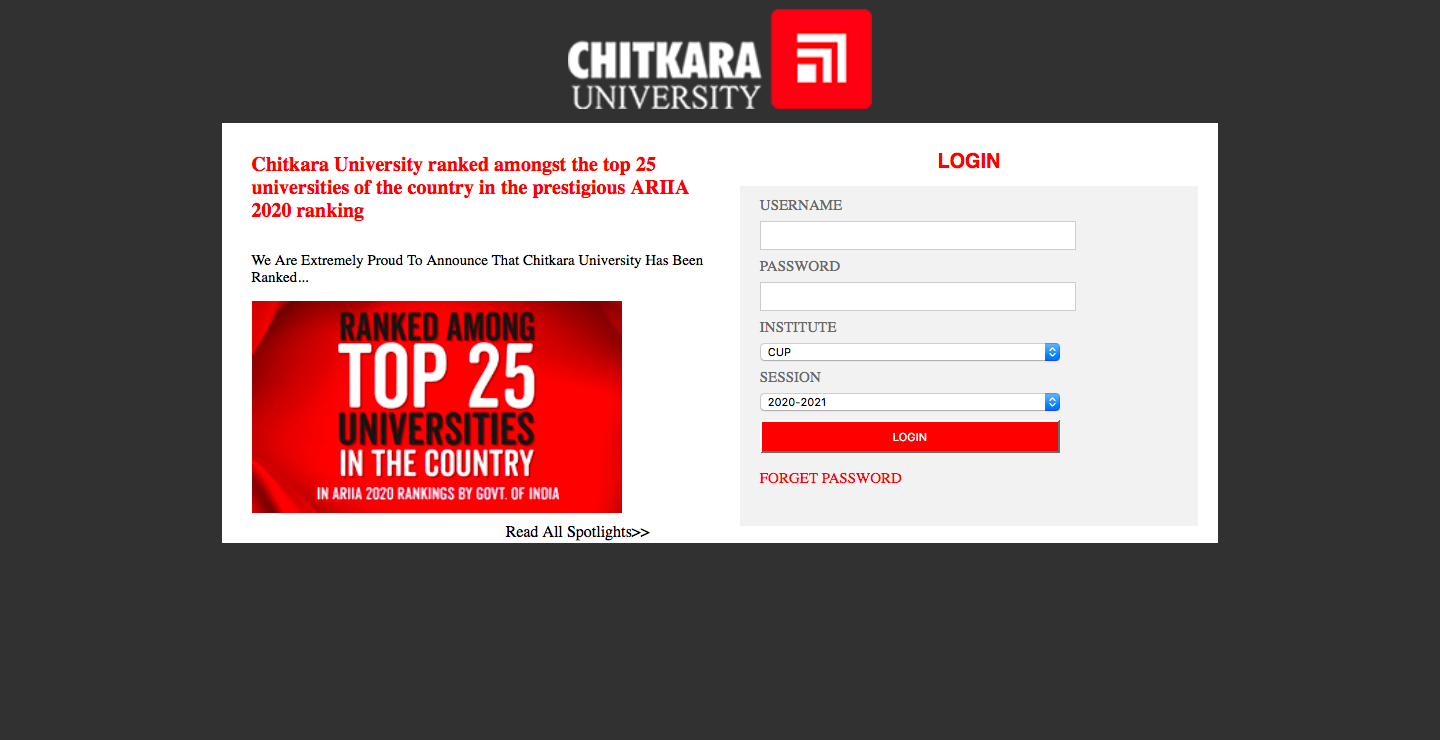 CHITKARA
UNIVERSITY
Chitkara University ranked amongst the top 25
universities of the country in the prestigious ARIIA
2020 ranking
We Are Extremely Proud To Announce That Chitkara University Has Been
Ranked...
RANKED AMONG
TOP 25
UNIVERSITIES
IN THE COUNTRY
IN ARIIA 2020 RANKINGS BY GOVT. OF INDIA
Read All Spotlights>>
LOGIN
USERNAME
PASSWORD
INSTITUTE
CUP
SESSION
2020-2021
LOGIN
FORGET PASSWORD